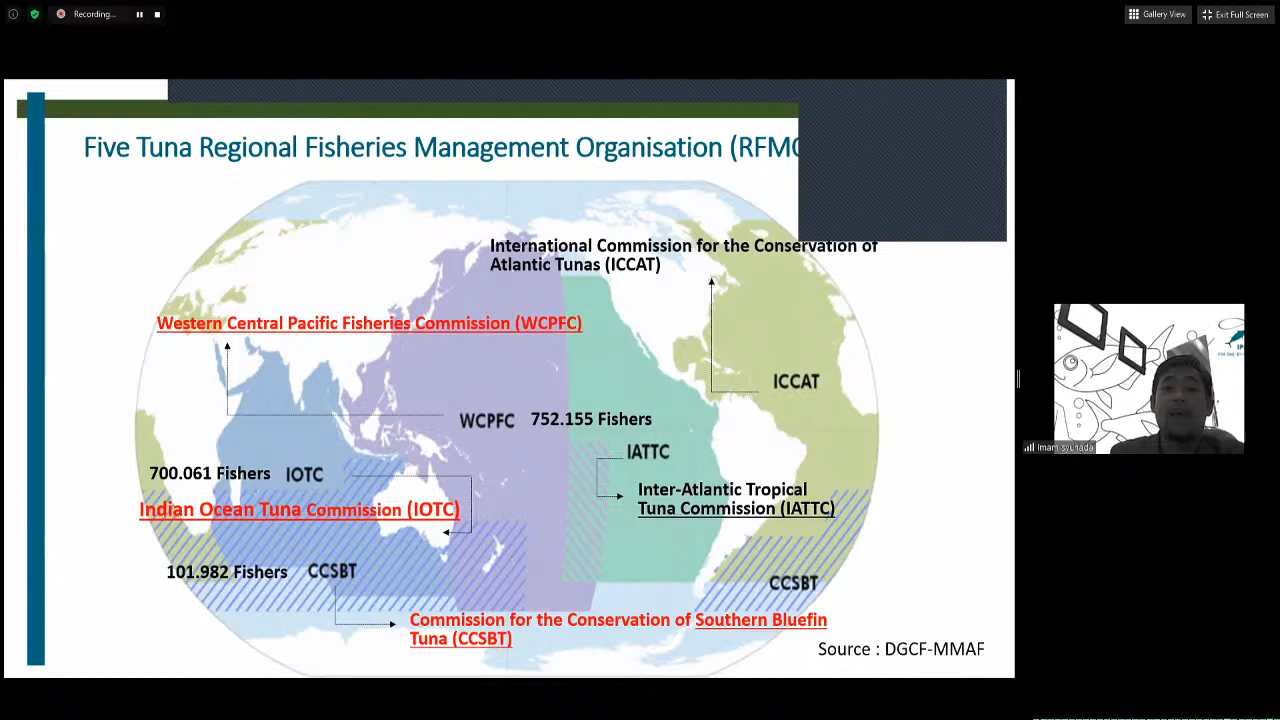 Recording...
Gallery View
Exit Full Screen
Five Tuna Regional Fisheries Management Organisation (RFMO
International Commission for the Conservation of
Atlantic Tunas (ICCAT)
Western Central Pacific Fisheries Commission (WCPFC)
ICCAT
WCPFC
752.155 Fishers
IATTC
700.061 Fishers
IOTC
Inter-Atlantic Tropical
Tuna Commission (IATTC)
Indian Ocean Tuna Commission (IOTC)
101.982 Fishers
CCSBT
CCSBT
Commission for the Conservation of Southern Bluefin
Tuna (CCSBT)
Source : DGCF-MMAF
imam syuhada